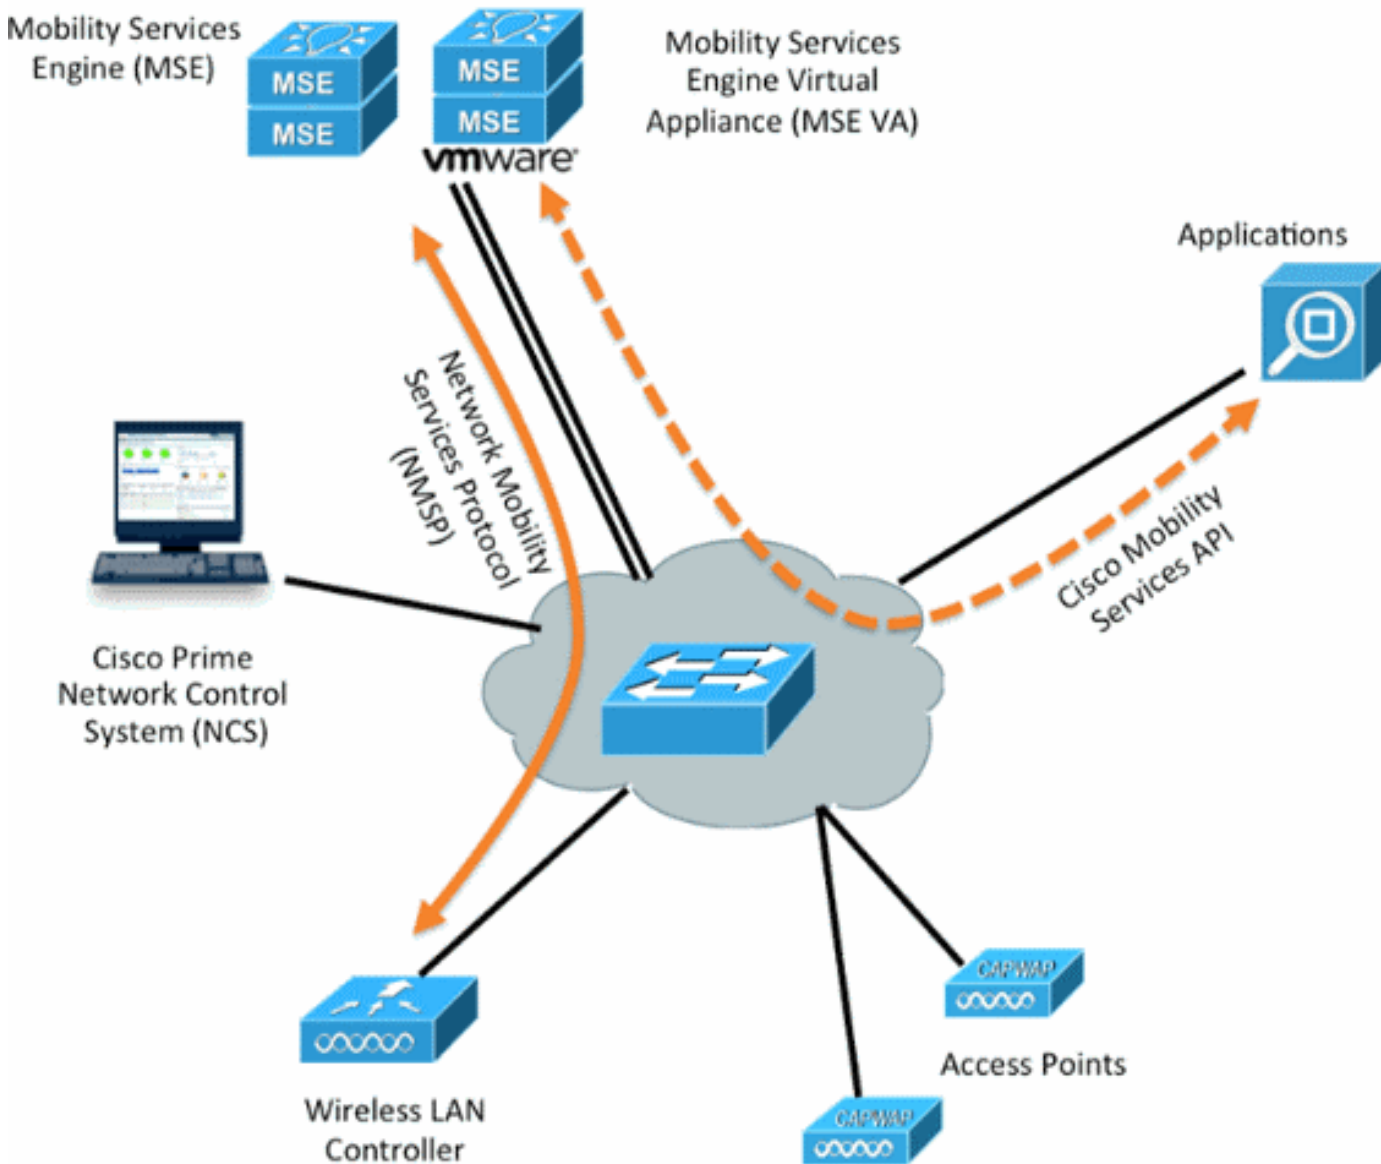 Mobility Services
Engine (MSE)
MSE
MSE
MSE
MSE
vmware
Mobility Services
Engine Virtual
Appliance (MSE VA)
Applications
Network Mobility
Services Protocol
(NMSP)
Cisco Mobility
Services API
Cisco Prime
Network Control
System (NCS)
CAPWAP
Access Points
Wireless LAN
Controller
CAPWAP